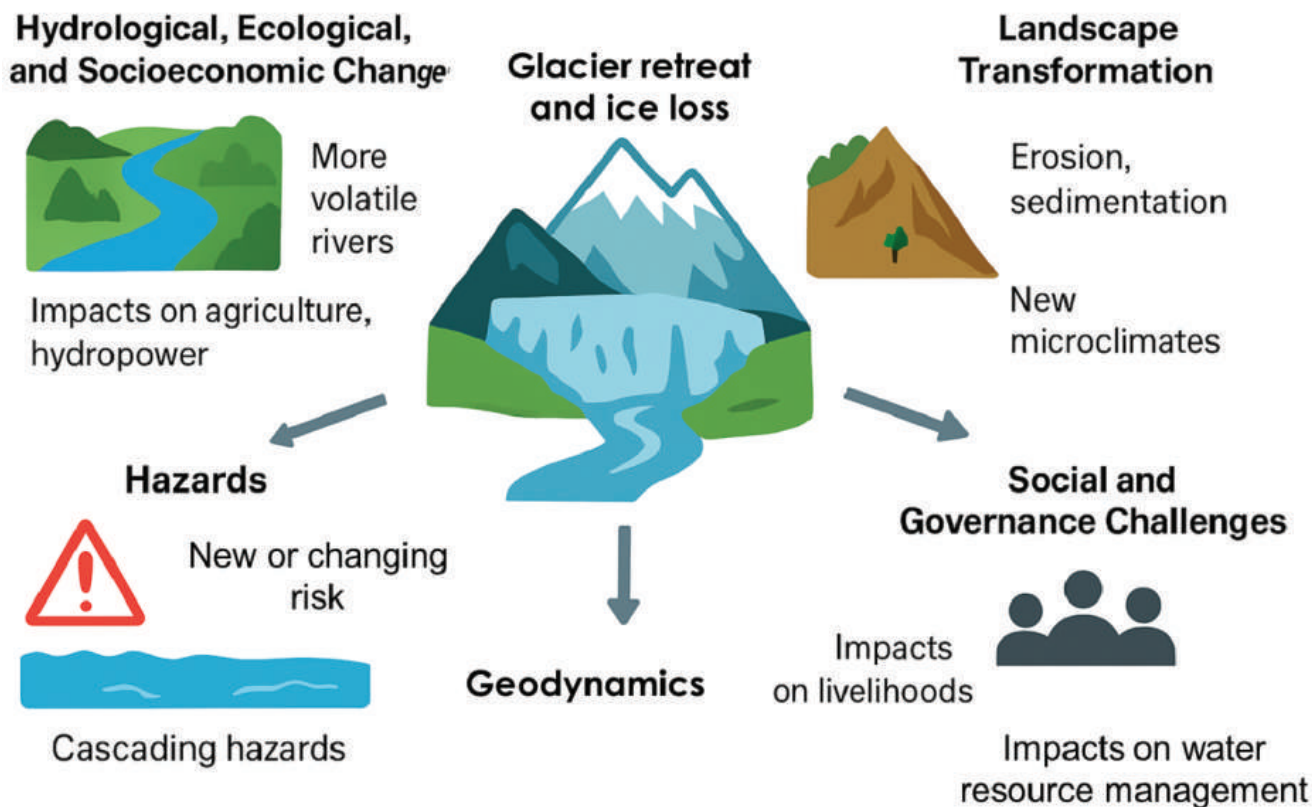 Hydrological, Ecological,
and Socioeconomic Change
More
volatile
rivers
Impacts on agriculture,
hydropower
Glacier retreat
and ice loss
Landscape
Transformation
Erosion,
sedimentation
New
microclimates
Hazards
New or changing
risk
Cascading hazards
Geodynamics
Social and
Governance Challenges
Impacts
on livelihoods
Impacts on water
resource management